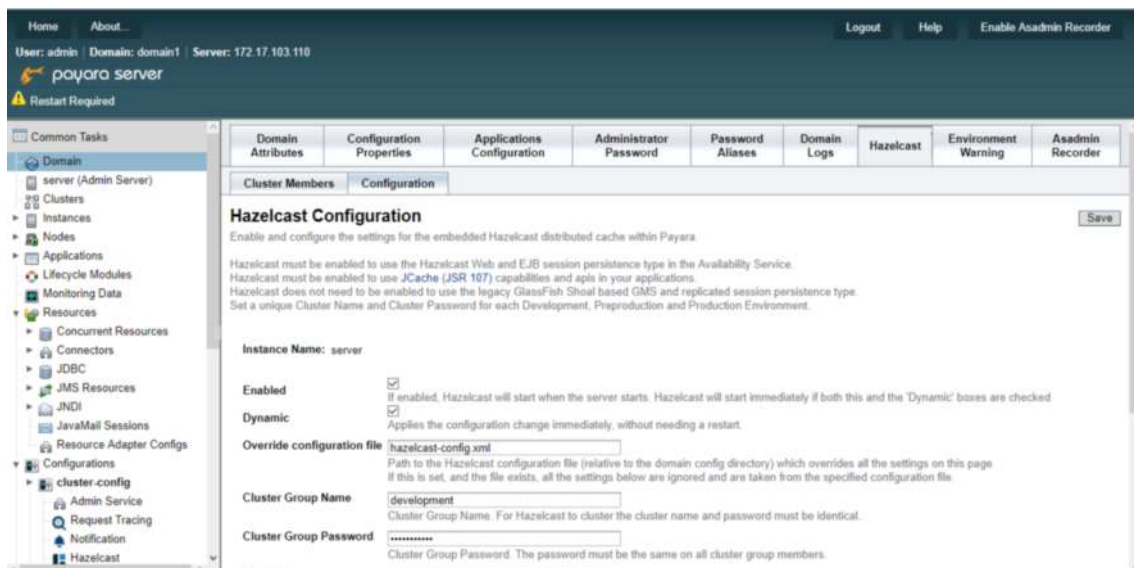 Home About...
Logout Help Enable Asadmin Recorder
User: admin Domain: domain1 Server: 172.17.103.110
payara server
Restart Required
Common Tasks
Domain
server (Admin Server)
Clusters
Instances
Nodes
Applications
Lifecycle Modules
Monitoring Data
Resources
Concurrent Resources
Connectors
JDBC
JMS Resources
JNDI
JavaMail Sessions
Resource Adapter Configs
Configurations
cluster-config
Admin Service
Request Tracing
Notification
Hazelcast
Domain Attributes
Configuration Properties
Applications Configuration
Administrator Password
Password Aliases
Domain Logs
Hazelcast
Environment Warning
Asadmin Recorder
Cluster Members Configuration
Hazelcast Configuration
Save
Enable and configure the settings for the embedded Hazelcast distributed cache within Payara.
Hazelcast must be enabled to use the Hazelcast Web and EJB session persistence type in the Availability Service.
Hazelcast must be enabled to use JCache (JSR 107) capabilities and apis in your applications.
Hazelcast does not need to be enabled to use the legacy GlassFish Shoal based GMS and replicated session persistence type.
Set a unique Cluster Name and Cluster Password for each Development, Preproduction and Production Environment.
Instance Name: server
Enabled
If enabled, Hazelcast will start when the server starts. Hazelcast will start immediately if both this and the 'Dynamic' boxes are checked
Dynamic
Applies the configuration change immediately, without needing a restart.
Override configuration file hazelcast-config.xml
Path to the Hazelcast configuration file (relative to the domain config directory) which overrides all the settings on this page
If this is set, and the file exists, all the settings below are ignored and are taken from the specified configuration file.
Cluster Group Name development
Cluster Group Name. For Hazelcast to cluster the cluster name and password must be identical.
Cluster Group Password •••••••••••
Cluster Group Password. The password must be the same on all cluster group members.